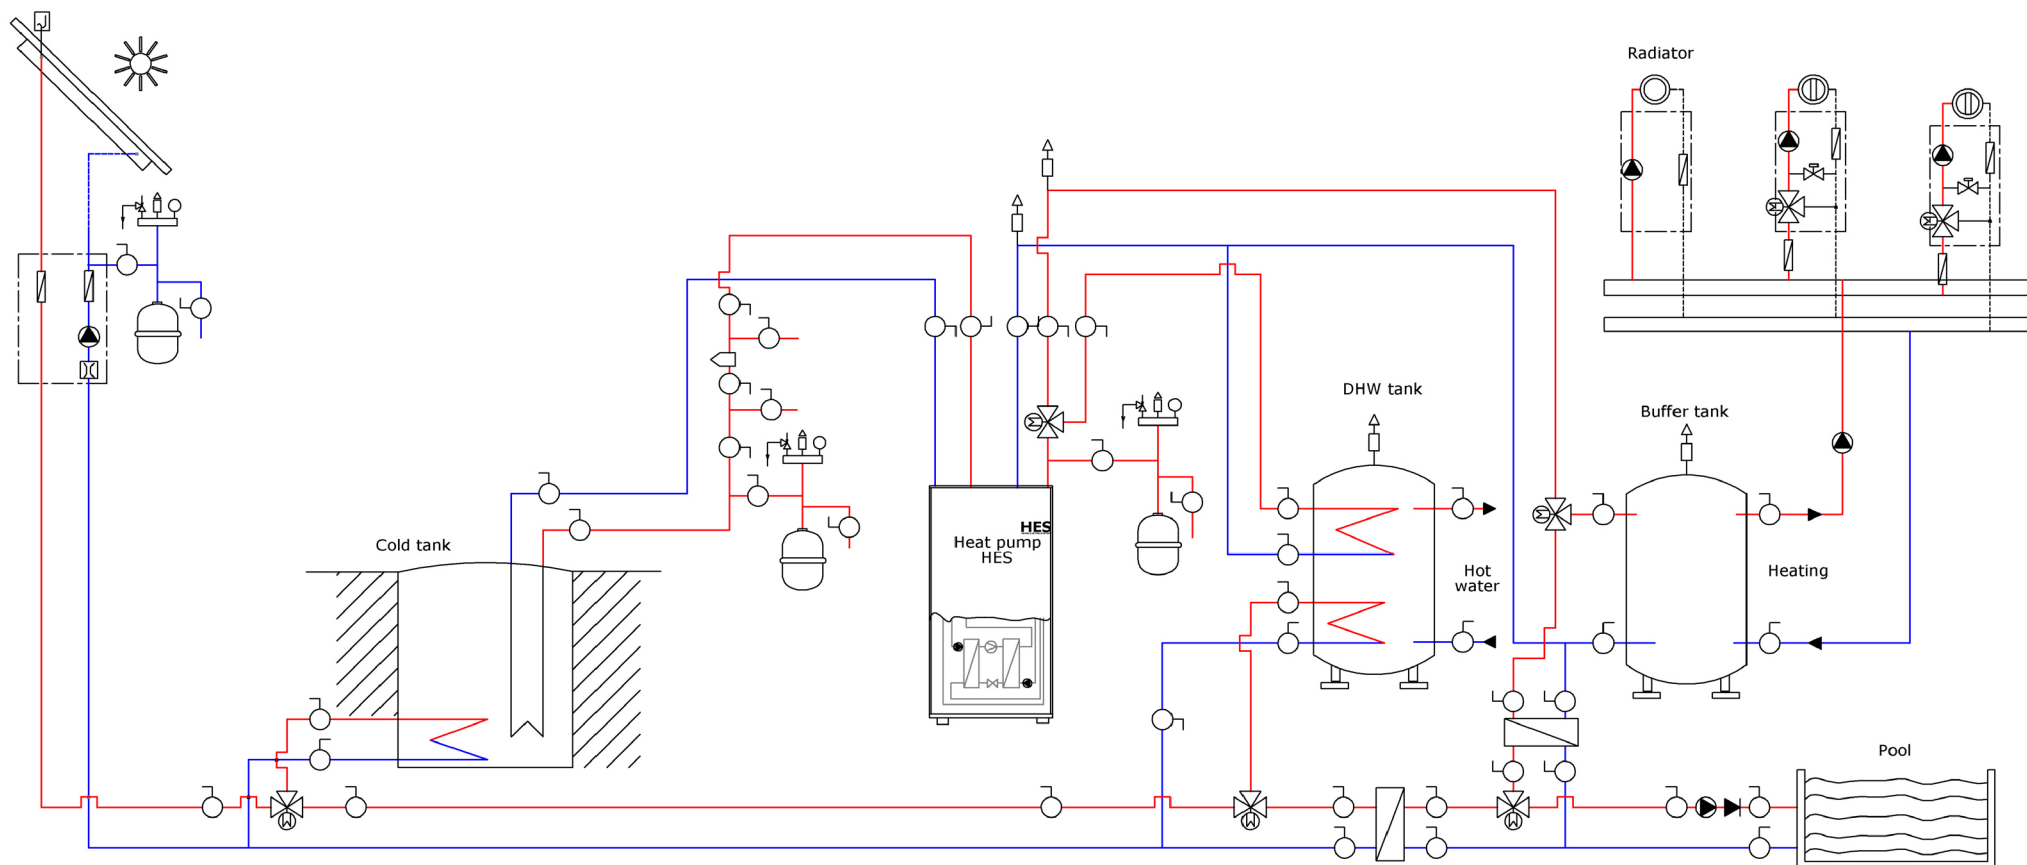 Radiator
DHW tank
Buffer tank
HES
Heat pump
HES
Cold tank
Hot
water
Heating
Pool